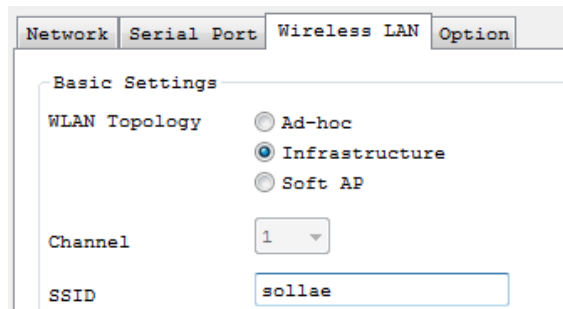 Network Serial Port Wireless LAN Option
Basic Settings
WLAN Topology Ad-hoc
Infrastructure
Soft AP
Channel 1
SSID sollae